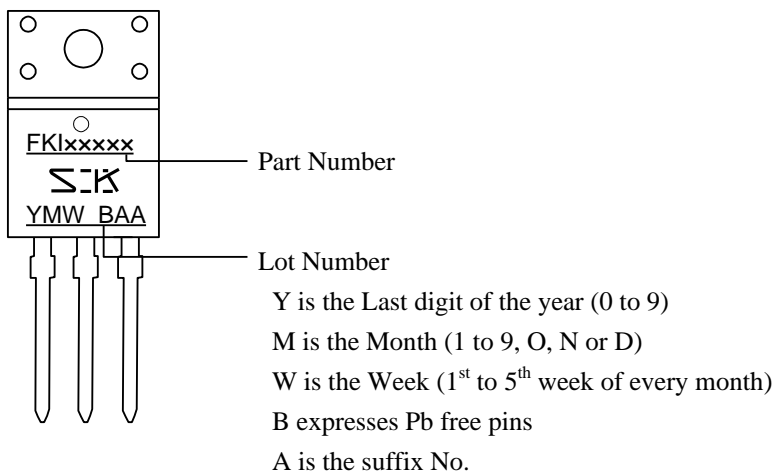 FKI×××××
SK
YMW BAA
Part Number
Lot Number
Y is the Last digit of the year (0 to 9)
M is the Month (1 to 9, O, N or D)
W is the Week (1st to 5th week of every month)
B expresses Pb free pins
A is the suffix No.